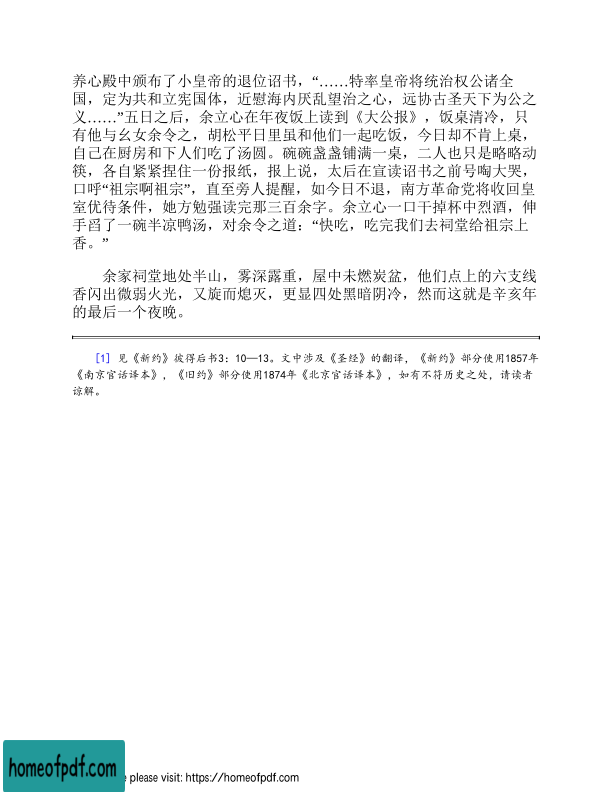 养心殿中颁布了小皇帝的退位诏书，“……特率皇帝将统治权公诸全
国，定为共和立宪国体，近慰海内厌乱望治之心，远协古圣天下为公之
义……”五日之后，余立心在年夜饭上读到《大公报》，饭桌清冷，只
有他与幺女余令之，胡松平日里虽和他们一起吃饭，今日却不肯上桌，
自己在厨房和下人们吃了汤圆。碗碗盏盏铺满一桌，二人也只是略略动
筷，各自紧紧捏住一份报纸，报上说，太后在宣读诏书之前号啕大哭，
口呼“祖宗啊祖宗”，直至旁人提醒，如今日不退，南方革命党将收回皇
室优待条件，她方勉强读完那三百余字。余立心一口干掉杯中烈酒，伸
手舀了一碗半凉鸭汤，对余令之道：“快吃，吃完我们去祠堂给祖宗上
香。”
余家祠堂地处半山，雾深露重，屋中未燃炭盆，他们点上的六支线
香闪出微弱火光，又旋而熄灭，更显四处黑暗阴冷，然而这就是辛亥年
的最后一个夜晚。
[1] 见《新约》彼得后书3：10—13。文中涉及《圣经》的翻译，《新约》部分使用1857年
《南京官话译本》，《旧约》部分使用1874年《北京官话译本》，如有不符历史之处，请读者
谅解。
homeofpdf.com
e please visit: https://homeofpdf.com